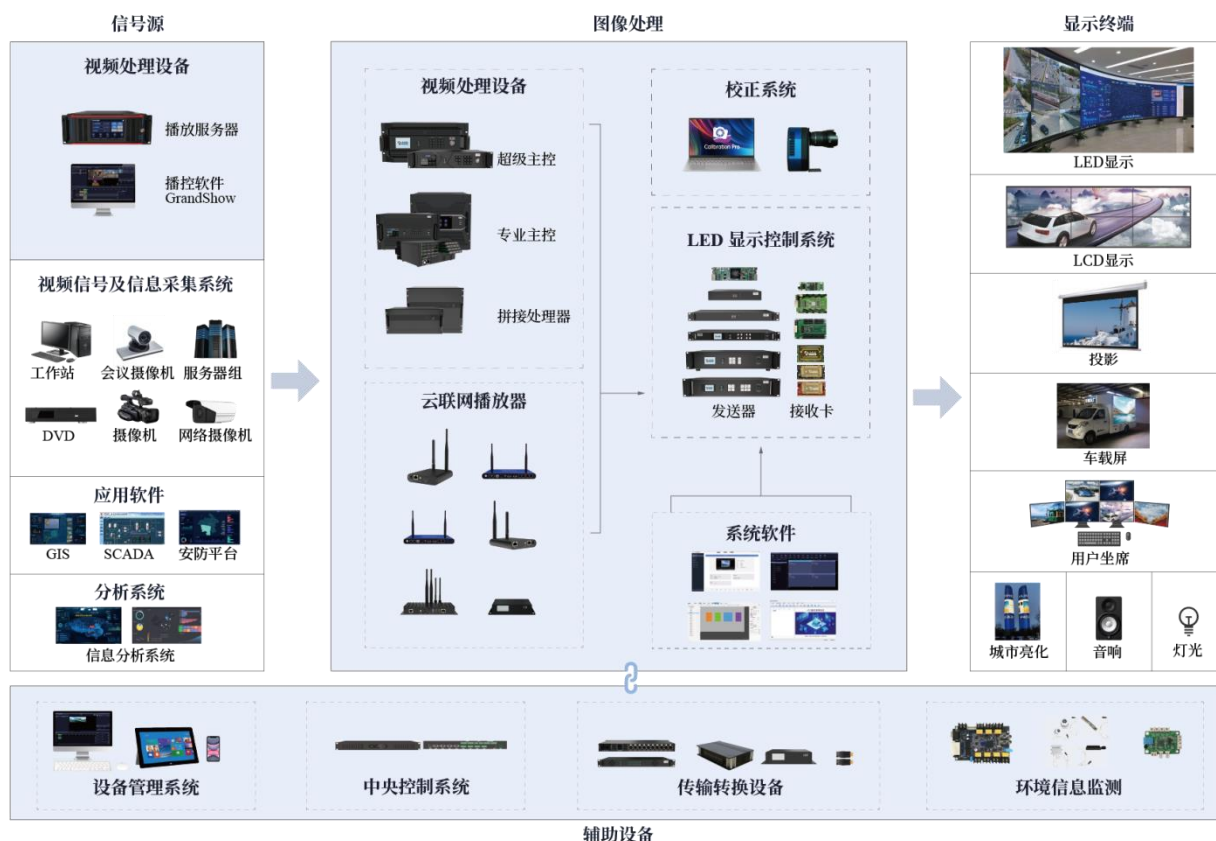 信号源
图像处理
显示终端
视频处理设备
播放服务器
播控软件
GrandShow
视频信号及信息采集系统
工作站
会议摄像机
服务器组
DVD
摄像机
网络摄像机
应用软件
GIS
SCADA
安防平台
分析系统
信息分析系统
视频处理设备
超级主控
专业主控
拼接处理器
云联网播放器
校正系统
Calibration Pro
LED 显示控制系统
发送器
接收卡
系统软件
LED显示
LCD显示
投影
车载屏
用户坐席
城市亮化
音响
灯光
设备管理系统
中央控制系统
传输转换设备
环境信息监测
辅助设备